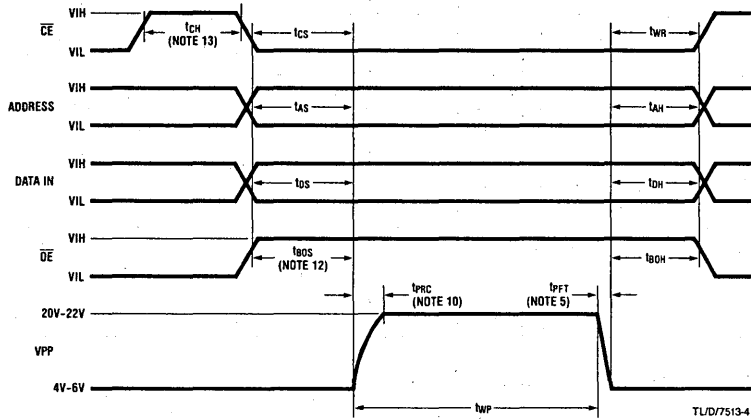 VIH
CE
VIL
tCH
(NOTE 13)
tCS
tWR
VIH
ADDRESS
VIL
tAS
tAH
VIH
DATA IN
VIL
tDS
tDH
VIH
OE
VIL
tBOS
(NOTE 12)
tBOH
tPRC
(NOTE 10)
tPFT
(NOTE 5)
20V-22V
VPP
4V-6V
tWP
TL/D/7513-4